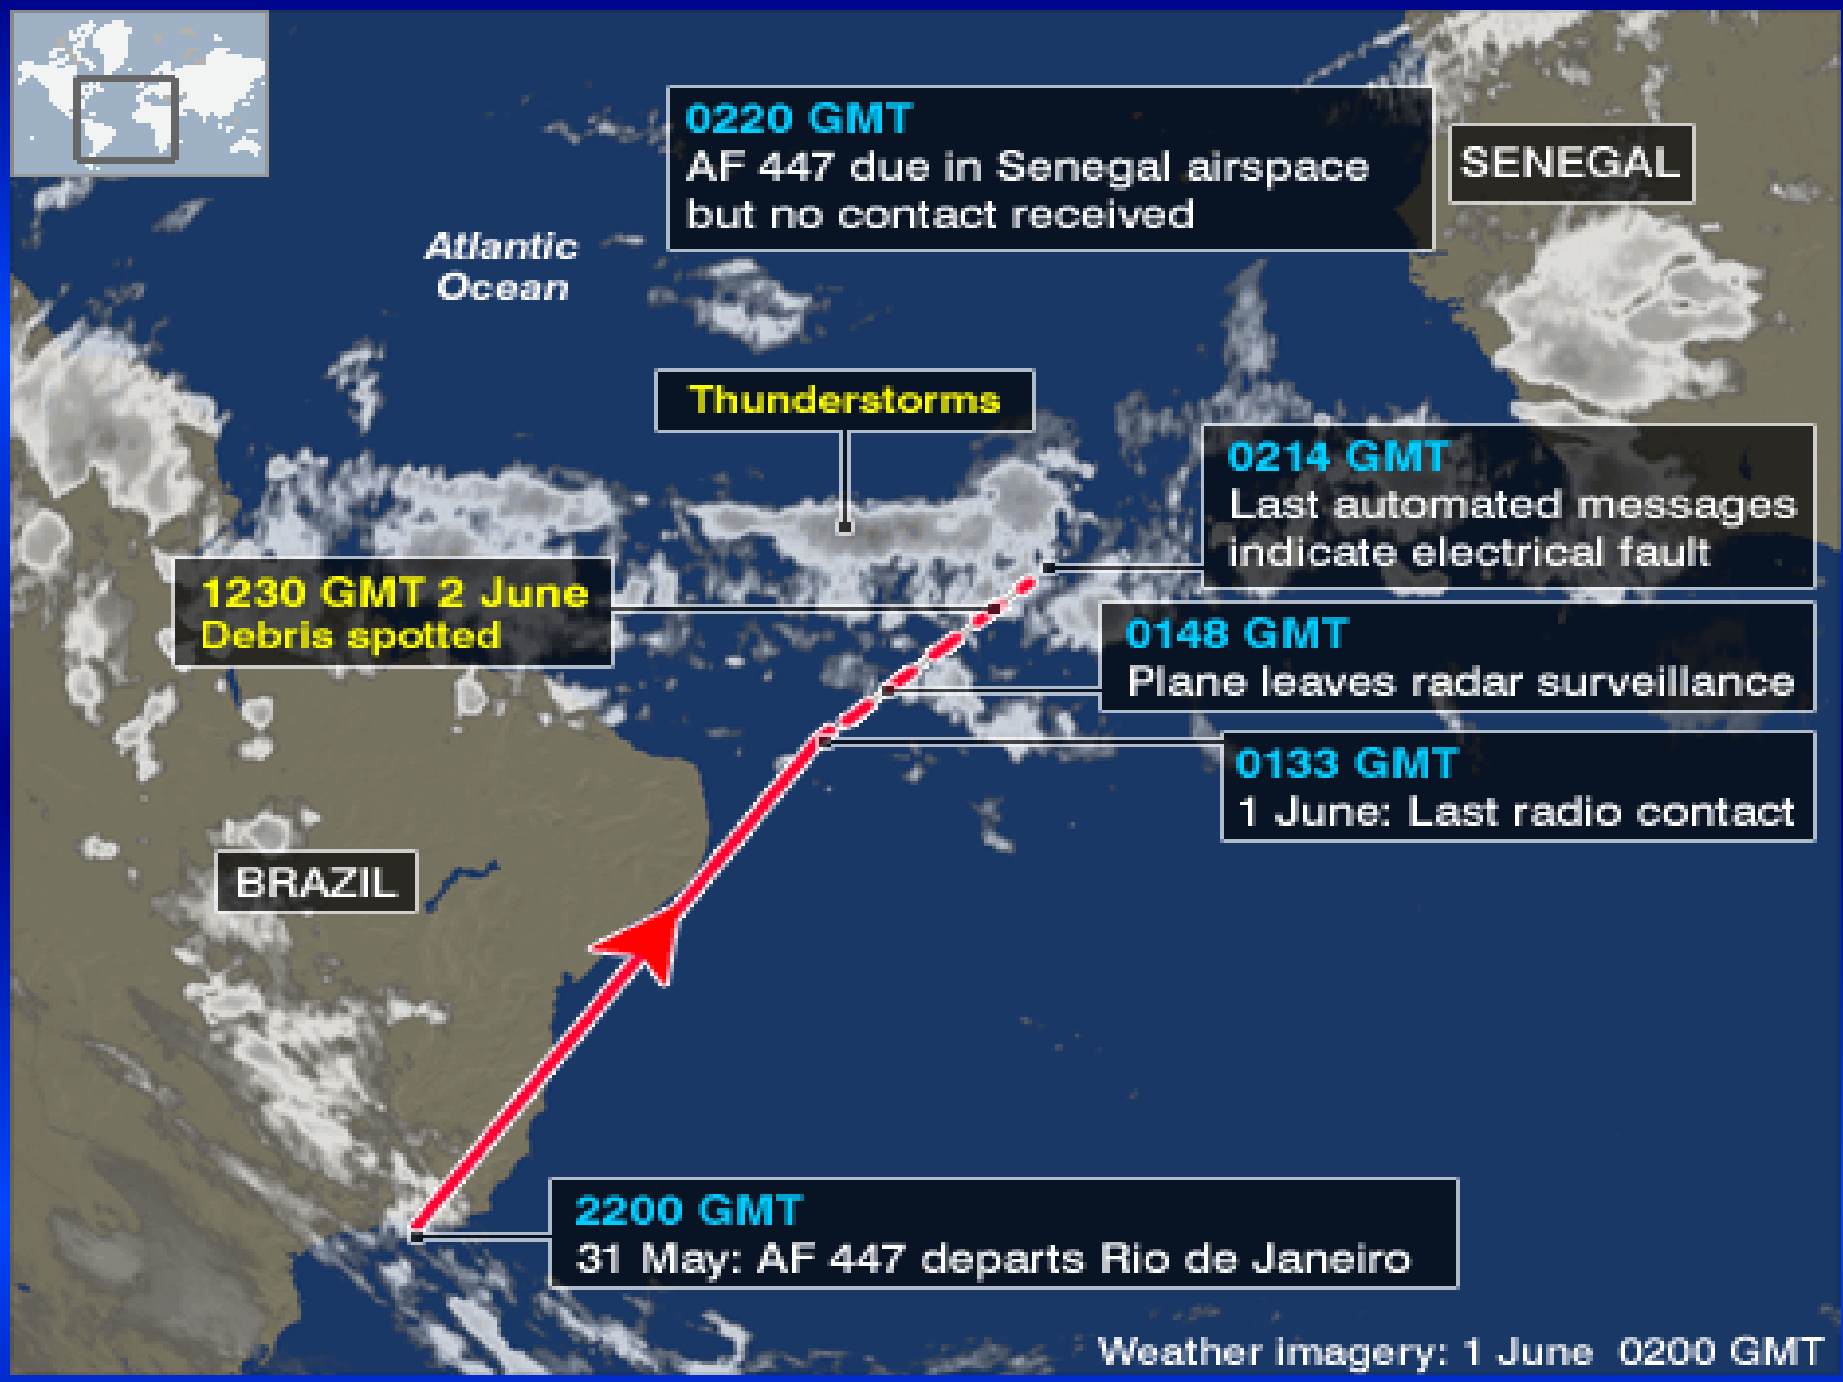 0220 GMT
AF 447 due in Senegal airspace
but no contact received
SENEGAL
Atlantic
Ocean
Thunderstorms
0214 GMT
Last automated messages
indicate electrical fault
1230 GMT 2 June
Debris spotted
0148 GMT
Plane leaves radar surveillance
0133 GMT
1 June: Last radio contact
BRAZIL
2200 GMT
31 May: AF 447 departs Rio de Janeiro
Weather imagery: 1 June 0200 GMT